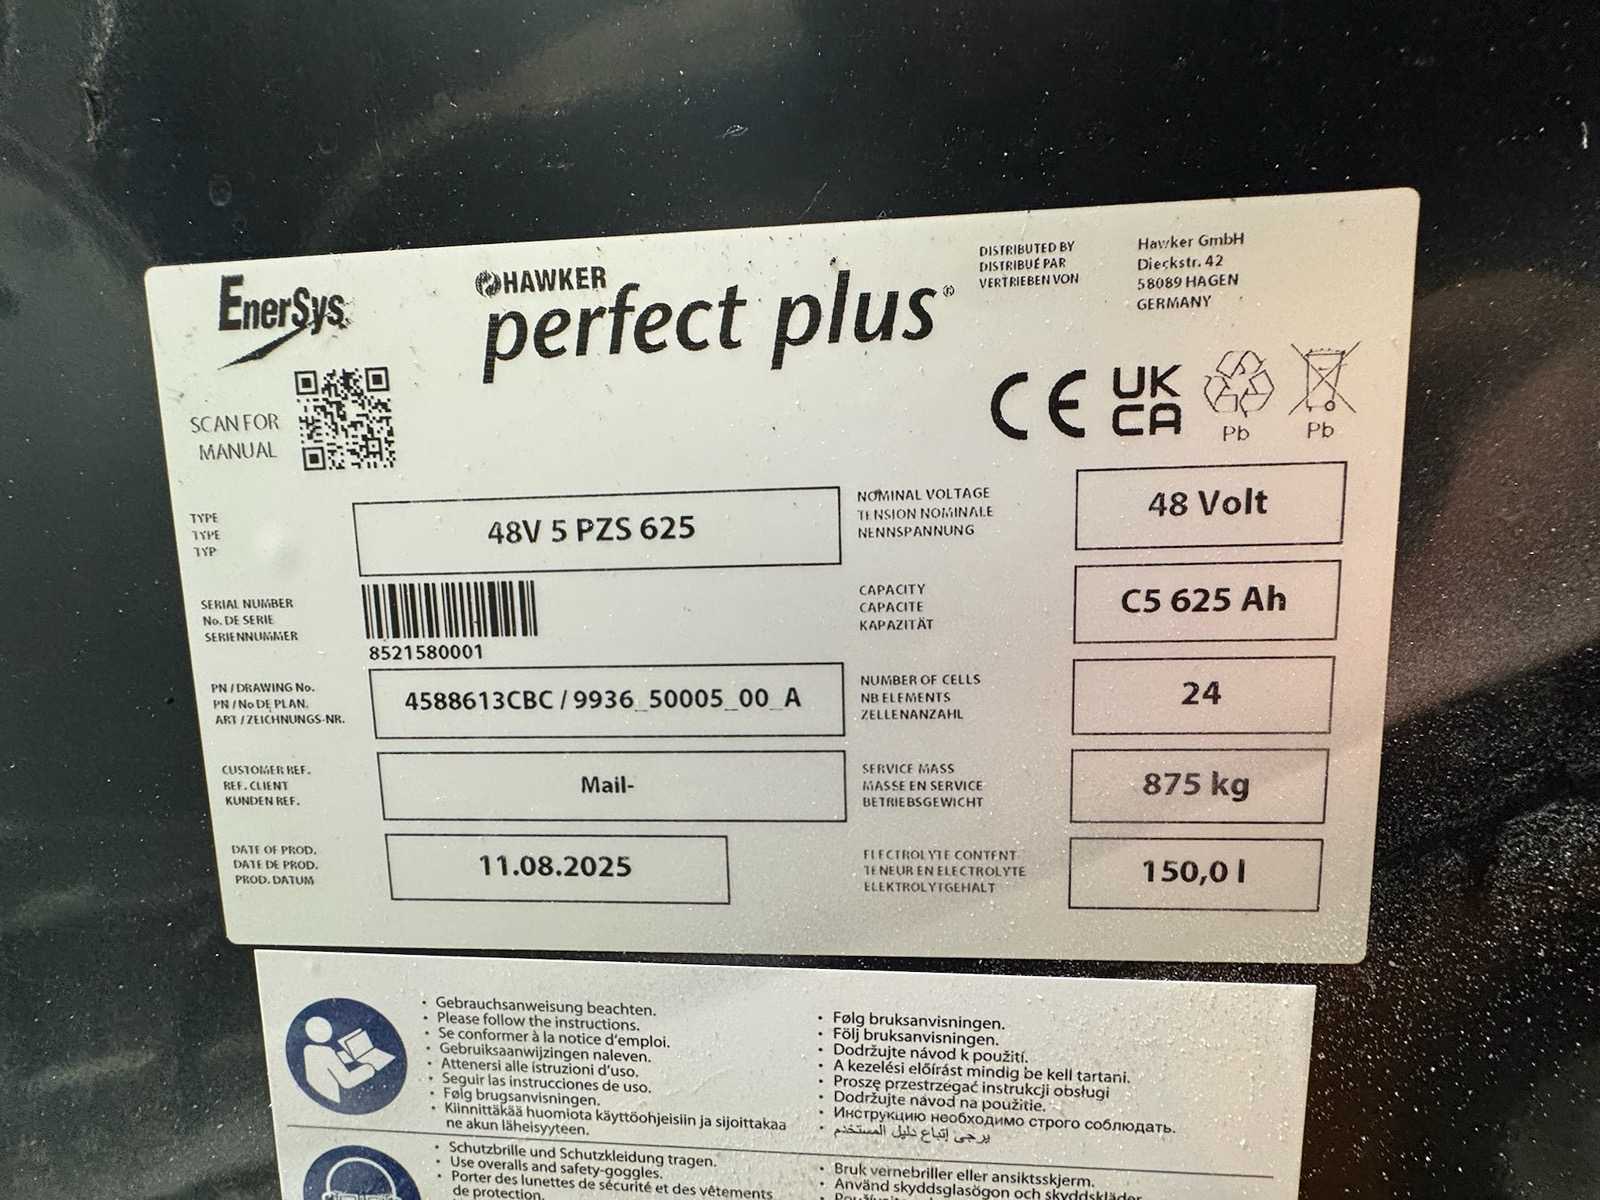 EnerSys
HAWKER
perfect plus®
DISTRIBUTED BY
DISTRIBUÉ PAR
VERTRIEBEN VON
Hawker GmbH
Dieckstr. 42
58089 HAGEN
GERMANY
SCAN FOR
MANUAL
CE
UK
CA
Pb
Pb
TYPE
TYPE
TYP
48V 5 PZS 625
NOMINAL VOLTAGE
TENSION NOMINALE
NENNSPANNUNG
48 Volt
SERIAL NUMBER
No. DE SERIE
SERIENNUMMER
8521580001
CAPACITY
CAPACITE
KAPAZITÄT
C5 625 Ah
PN / DRAWING No.
PN / No DE PLAN.
ART / ZEICHNUNGS-NR.
4588613CBC / 9936_50005_00_A
NUMBER OF CELLS
NB ELEMENTS
ZELLENANZAHL
24
CUSTOMER REF.
REF. CLIENT
KUNDEN REF.
Mail-
SERVICE MASS
MASSE EN SERVICE
BETRIEBSGEWICHT
875 kg
DATE OF PROD.
DATE DE PROD.
PROD. DATUM
11.08.2025
ELECTROLYTE CONTENT
TENEUR EN ELECTROLYTE
ELEKTROLYTGEHALT
150,0 l
• Gebrauchsanweisung beachten.
• Please follow the instructions.
• Se conformer à la notice d'emploi.
• Gebruiksaanwijzingen naleven.
• Attenersi alle istruzioni d'uso.
• Seguir las instrucciones de uso.
• Følg brugsanvisningen.
• Kiinnittäkää huomiota käyttöohjeisiin ja sijoittakaa
ne akun läheisyyteen.
• Følg bruksanvisningen.
• Följ bruksanvisningen.
• Dodržujte návod k použití.
• A kezelési előírást mindig be kell tartani.
• Proszę przestrzegać instrukcji obsługi
• Dodržujte návod na použitie.
• Инструкцию необходимо строго соблюдать.
• يرجى إتباع دليل المستخدم
• Schutzbrille und Schutzkleidung tragen.
• Use overalls and safety-goggles.
• Porter des lunettes de sécurité et des vêtements
de protection.
• Bruk vernebriller eller ansiktsskjerm.
• Använd skyddsglasögon och skyddskläder